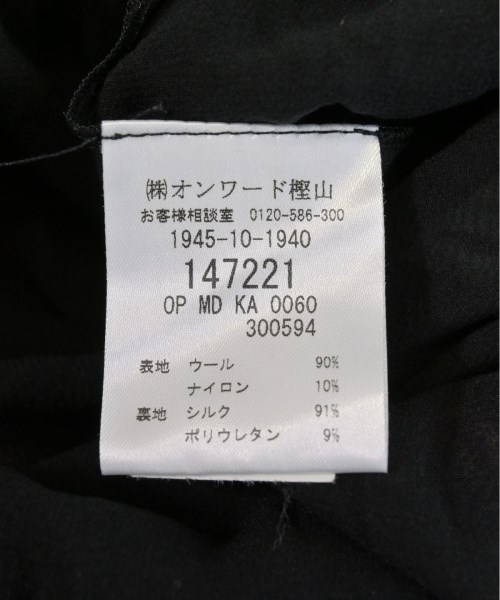 ㈱オンワード樫山
お客様相談室 0120-586-300
1945-10-1940
147221
OP MD KA 0060
300594
表地 ウール 90%
ナイロン 10%
裏地 シルク 91%
ポリウレタン 9%